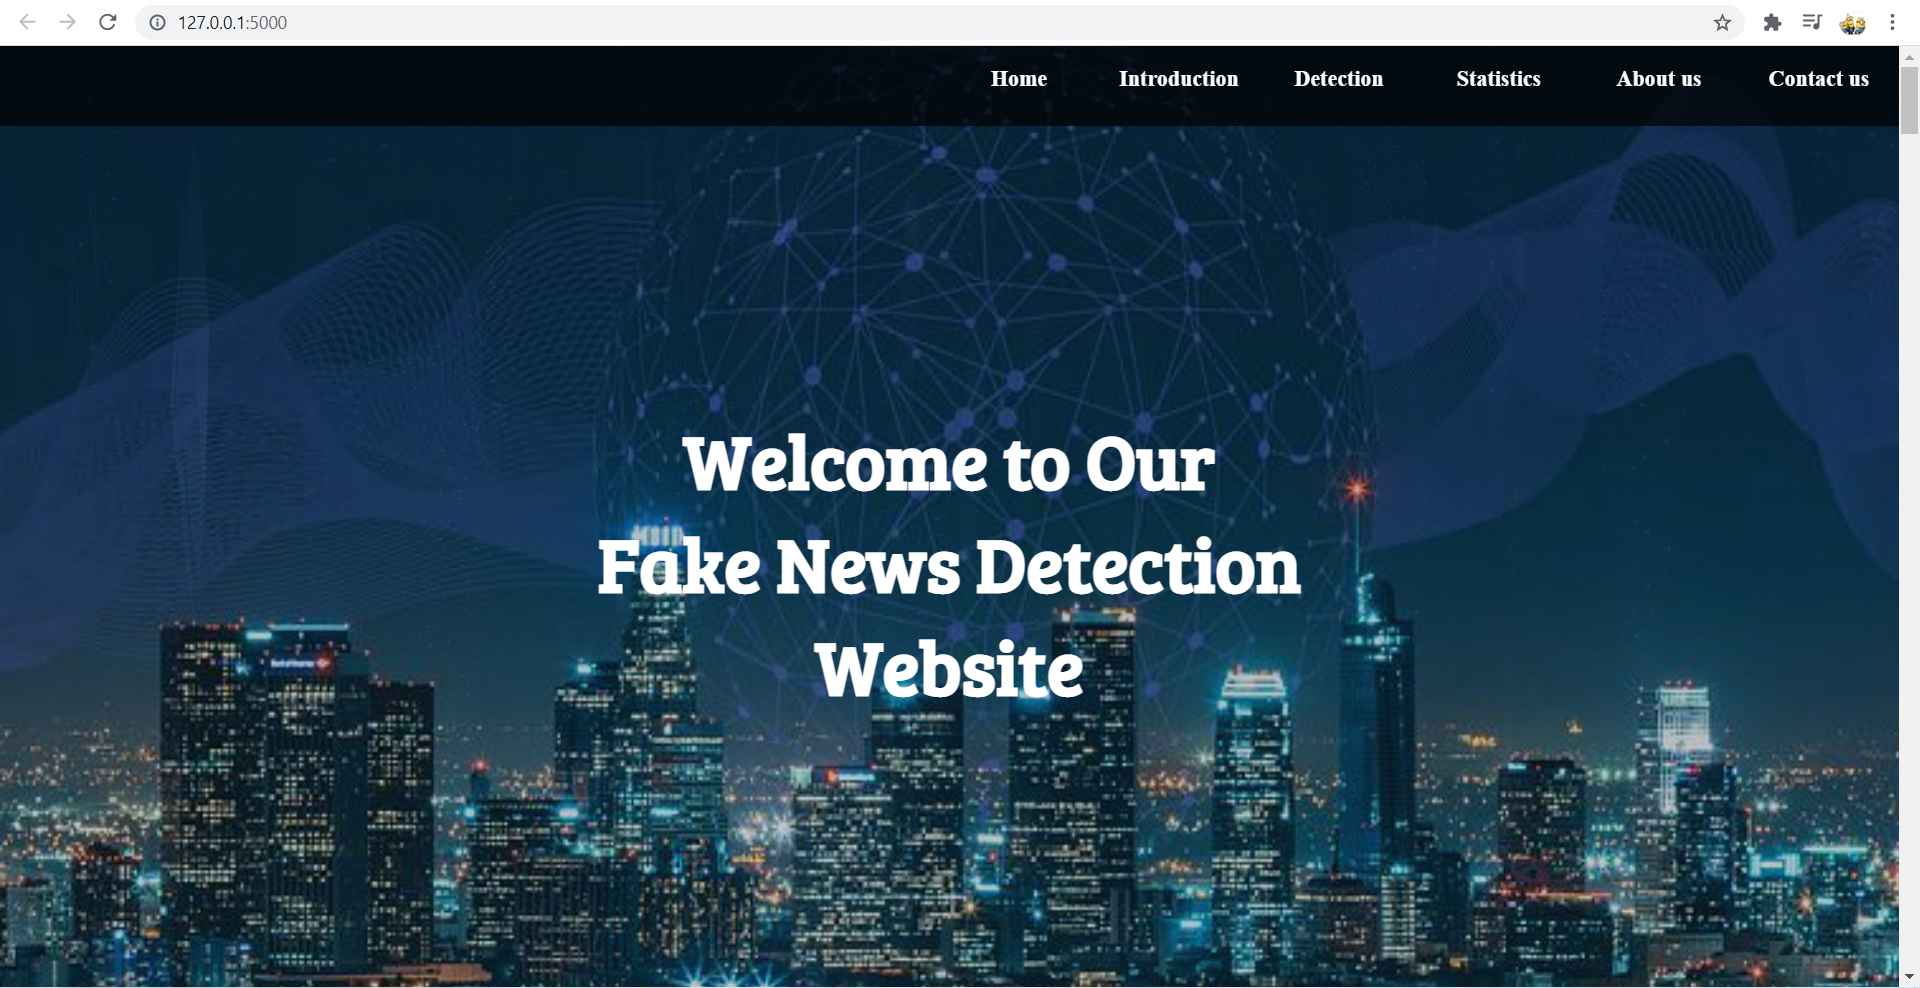 127.0.0.1:5000
Home Introduction Detection Statistics About us Contact us
Welcome to Our
Fake News Detection
Website